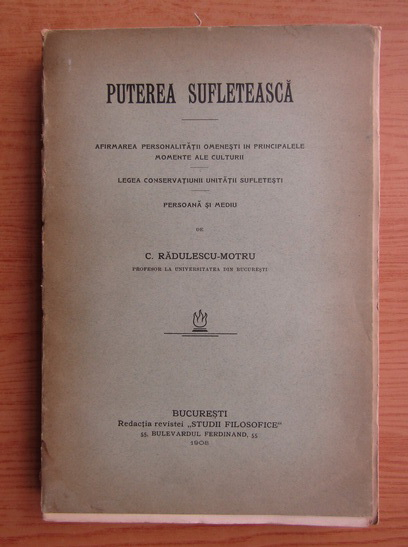 PUTEREA SUFLETEASCĂ
AFIRMAREA PERSONALITĂȚII OMENEȘTI IN PRINCIPALELE
MOMENTE ALE CULTURII
LEGEA CONSERVAȚIUNII UNITĂȚII SUFLETEȘTI
PERSOANĂ ȘI MEDIU
DE
C. RĂDULESCU-MOTRU
PROFESOR LA UNIVERSITATEA DIN BUCUREȘTI
BUCUREȘTI
Redacția revistei „STUDII FILOSOFICE"
55, BULEVARDUL FERDINAND, 55
1908